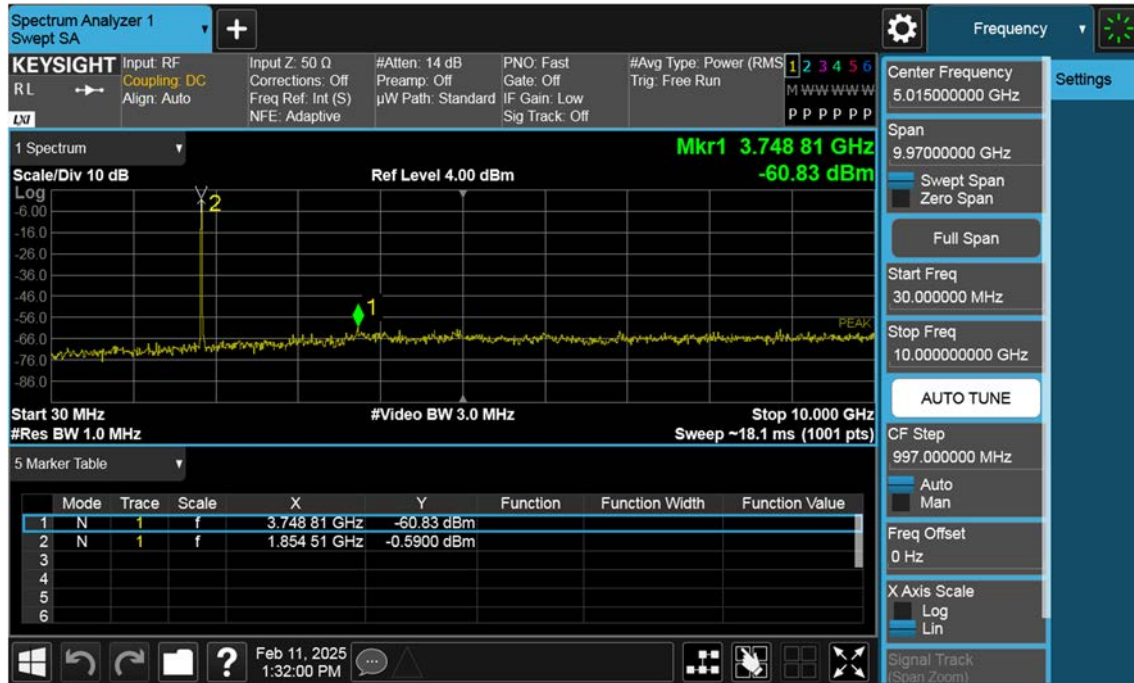 Spectrum Analyzer 1
Swept SA
Frequency
KEYSIGHT
RL
LXI
Input: RF
Coupling: DC
Align: Auto
Input Z: 50 Ω
Corrections: Off
Freq Ref: Int (S)
NFE: Adaptive
#Atten: 14 dB
Preamp: Off
µW Path: Standard
PNO: Fast
Gate: Off
IF Gain: Low
Sig Track: Off
#Avg Type: Power (RMS
Trig: Free Run
1 2 3 4 5 6
M W W W W W
P P P P P P
1 Spectrum
Mkr1 3.748 81 GHz
Scale/Div 10 dB
Ref Level 4.00 dBm
-60.83 dBm
Log
-6.00
-16.0
-26.0
-36.0
-46.0
-56.0
-66.0
-76.0
-86.0
2
1
PEAK
Start 30 MHz
#Video BW 3.0 MHz
Stop 10.000 GHz
#Res BW 1.0 MHz
Sweep ~18.1 ms (1001 pts)
5 Marker Table
Mode Trace Scale X Y Function Function Width Function Value
1 N 1 f 3.748 81 GHz -60.83 dBm
2 N 1 f 1.854 51 GHz -0.5900 dBm
3
4
5
6
Feb 11, 2025
1:32:00 PM
Center Frequency
5.015000000 GHz
Settings
Span
9.97000000 GHz
Swept Span
Zero Span
Full Span
Start Freq
30.000000 MHz
Stop Freq
10.000000000 GHz
AUTO TUNE
CF Step
997.000000 MHz
Auto
Man
Freq Offset
0 Hz
X Axis Scale
Log
Lin
Signal Track
(Span Zoom)